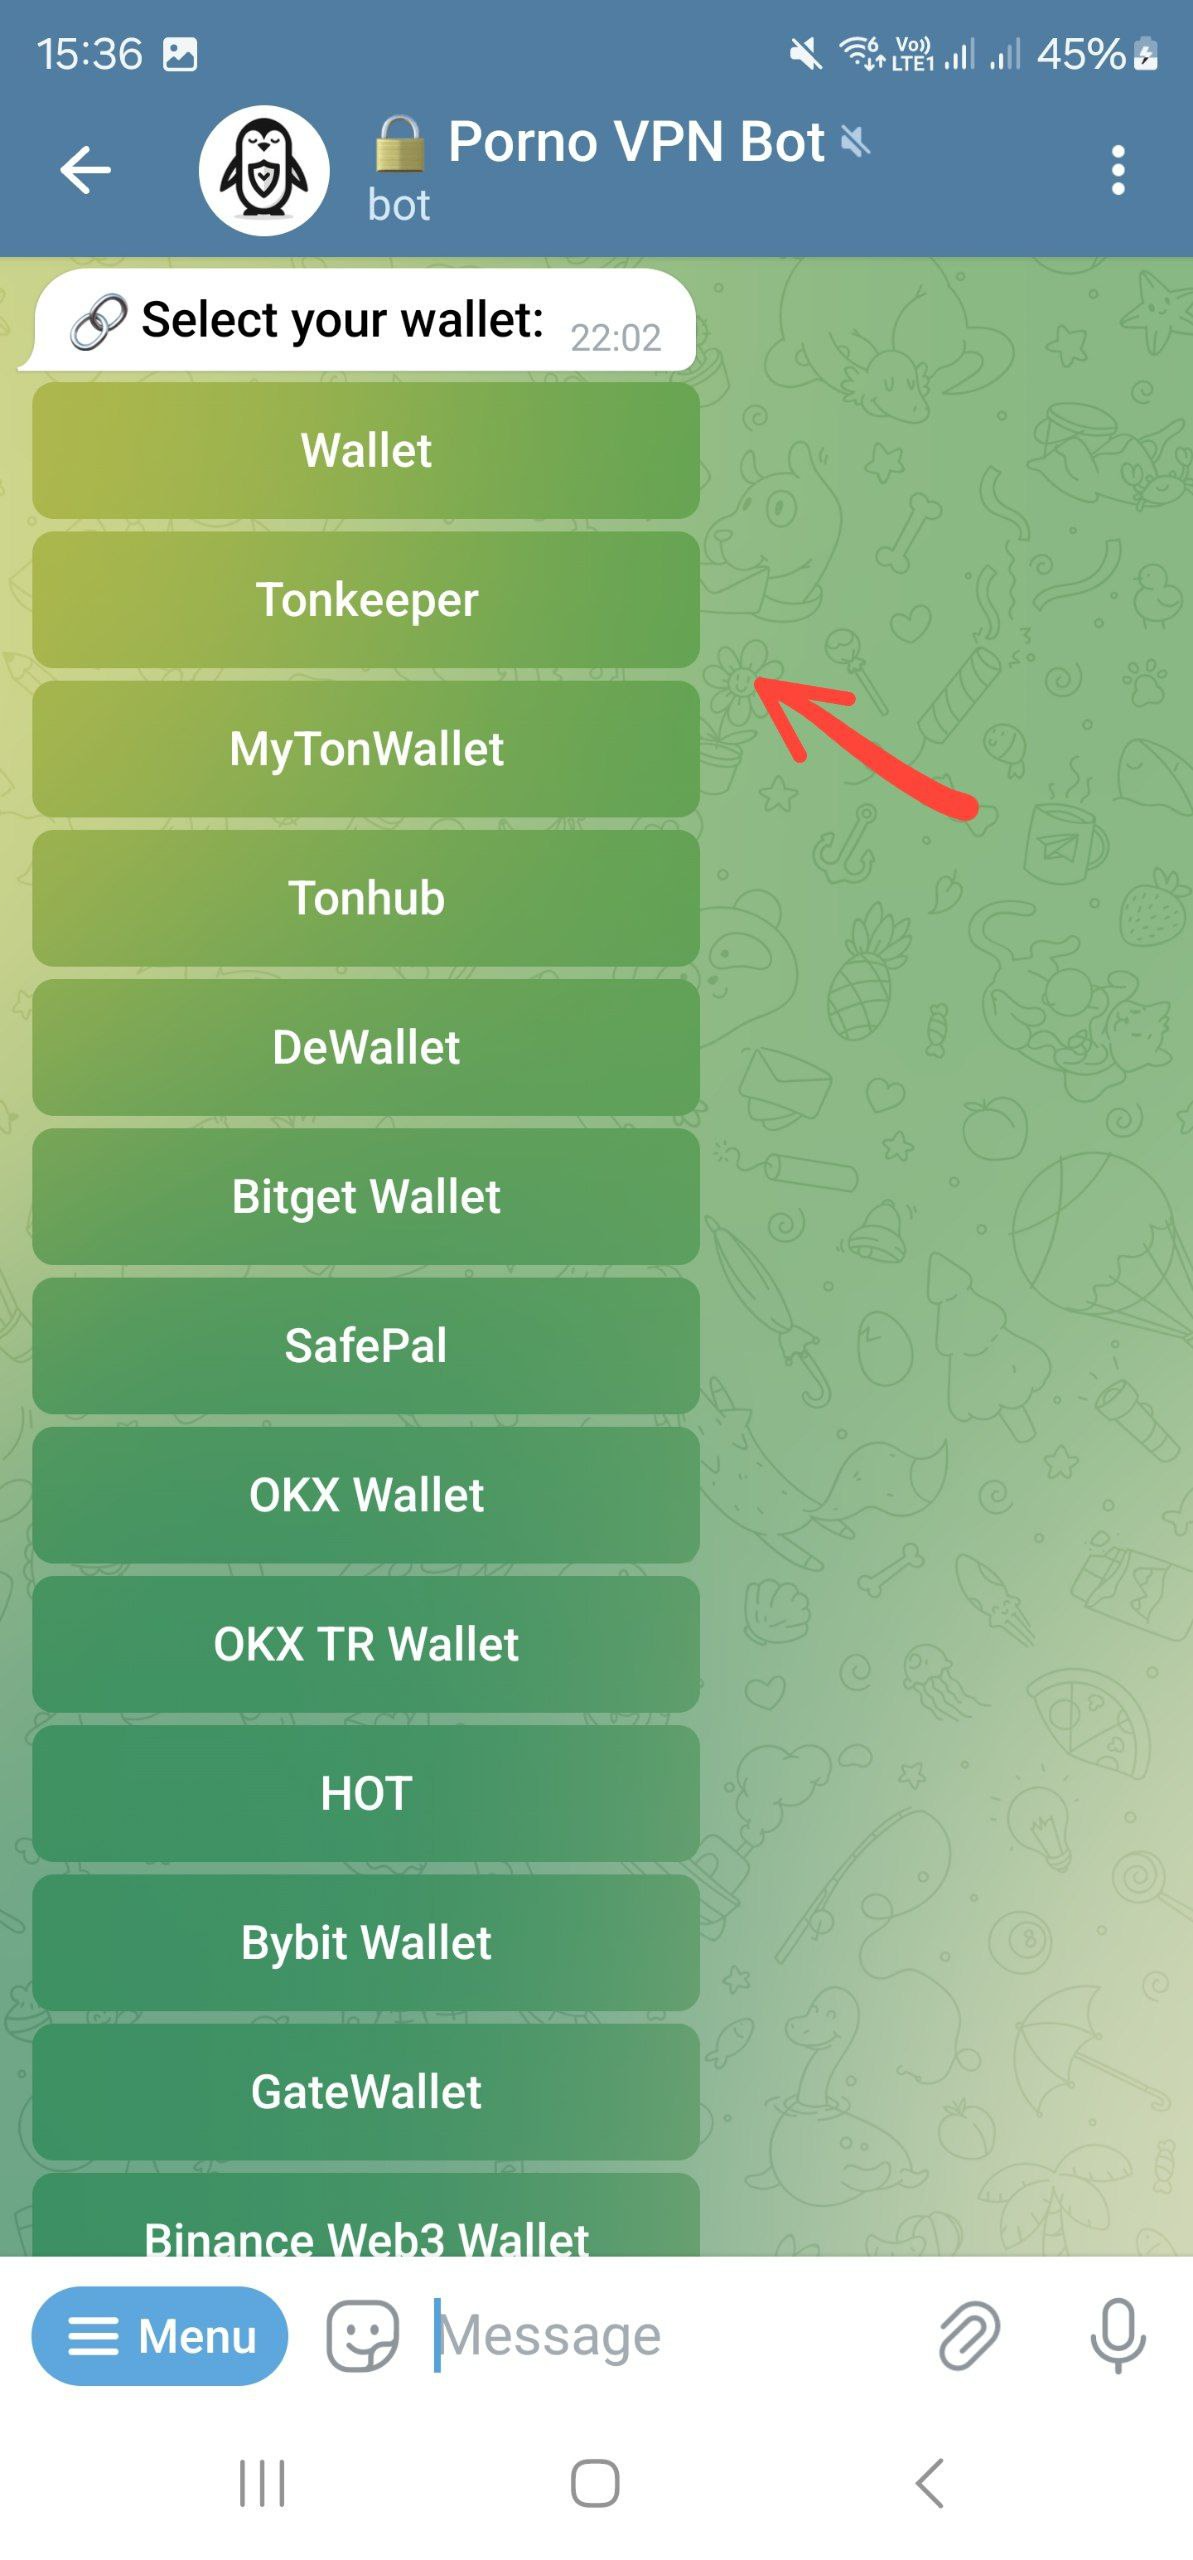 15:36
6 Vo)) LTE1 45%
🔒 Porno VPN Bot
bot
🔗 Select your wallet: 22:02
Wallet
Tonkeeper
MyTonWallet
Tonhub
DeWallet
Bitget Wallet
SafePal
OKX Wallet
OKX TR Wallet
HOT
Bybit Wallet
GateWallet
Binance Web3 Wallet
Menu
Message